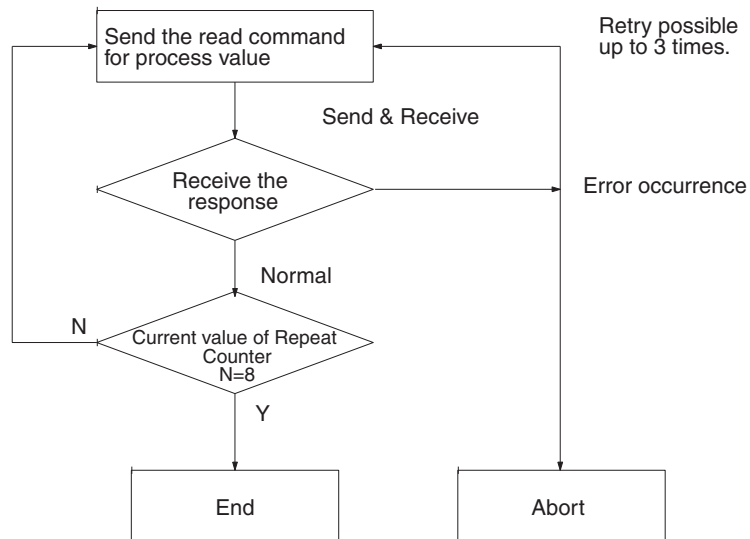 Send the read command
for process value
Retry possible
up to 3 times.
Send & Receive
Receive the
response
Error occurrence
Normal
N
Current value of Repeat
Counter
N=8
Y
End
Abort